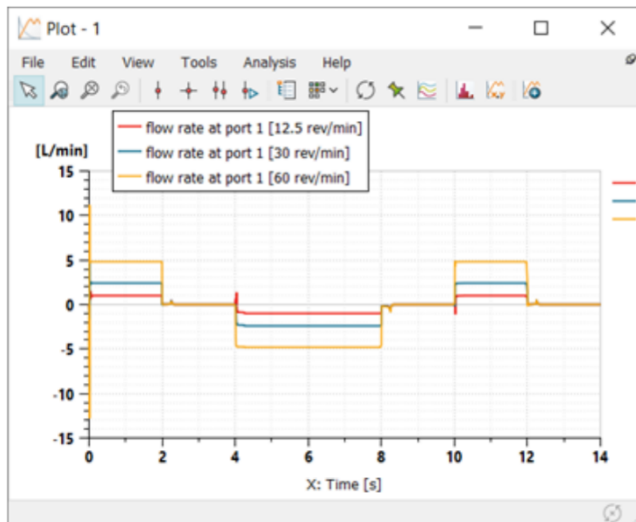 Plot - 1
File Edit View Tools Analysis Help
flow rate at port 1 [12.5 rev/min]
flow rate at port 1 [30 rev/min]
flow rate at port 1 [60 rev/min]
[L/min]
15
10
5
0
-5
-10
-15
0 2 4 6 8 10 12 14
X: Time [s]